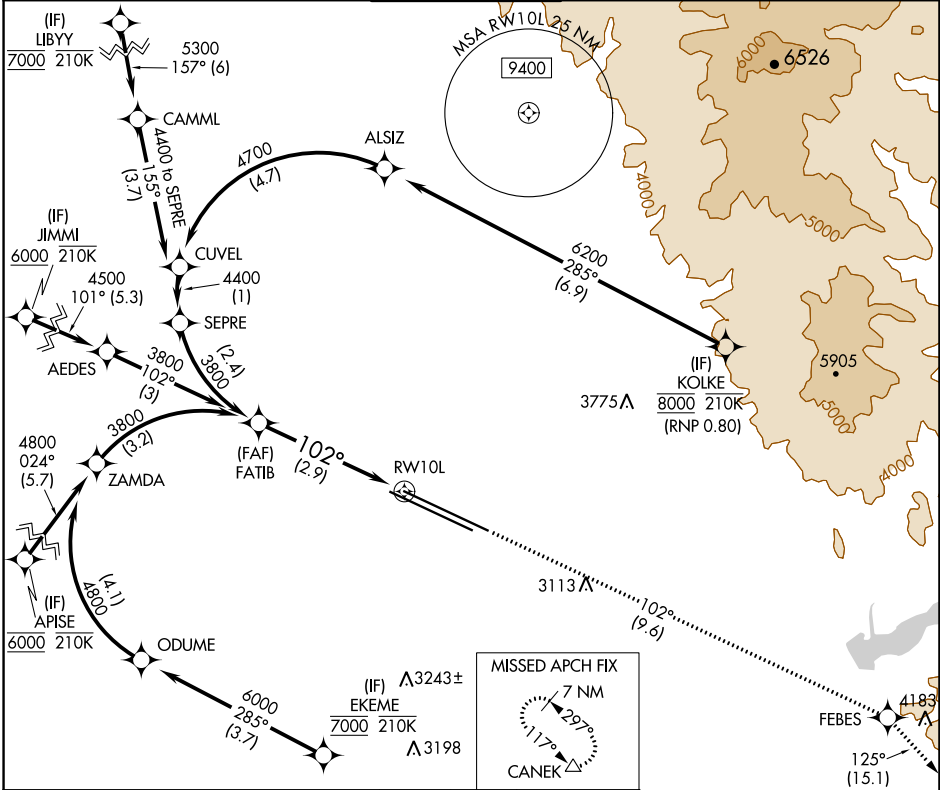 (IF)
LIBYY
7000 210K
5300
157° (6)
CAMML
4400 to SEPRE
155°
(3.7)
MSA RW10L 25 NM
9400
6000
6526
ALSIZ
4700
(4.7)
4000
5000
(IF)
JIMMI
6000 210K
4500
101° (5.3)
CUVEL
4400
(1)
SEPRE
6200
285°
(6.9)
AEDES
3800
102°
(3)
(2.4)
3800
(IF)
KOLKE
8000 210K
(RNP 0.80)
3775
5905
5000
4000
4800
024°
(5.7)
3800
(3.2)
ZAMDA
(FAF)
FATIB
102°
(2.9)
RW10L
(IF)
APISE
6000 210K
(4.1)
4800
ODUME
3113
102°
(9.6)
6000
285°
(3.7)
(IF)
EKEME
7000 210K
3243±
3198
MISSED APCH FIX
7 NM
297°
117°
CANEK
FEBES
4183
125°
(15.1)